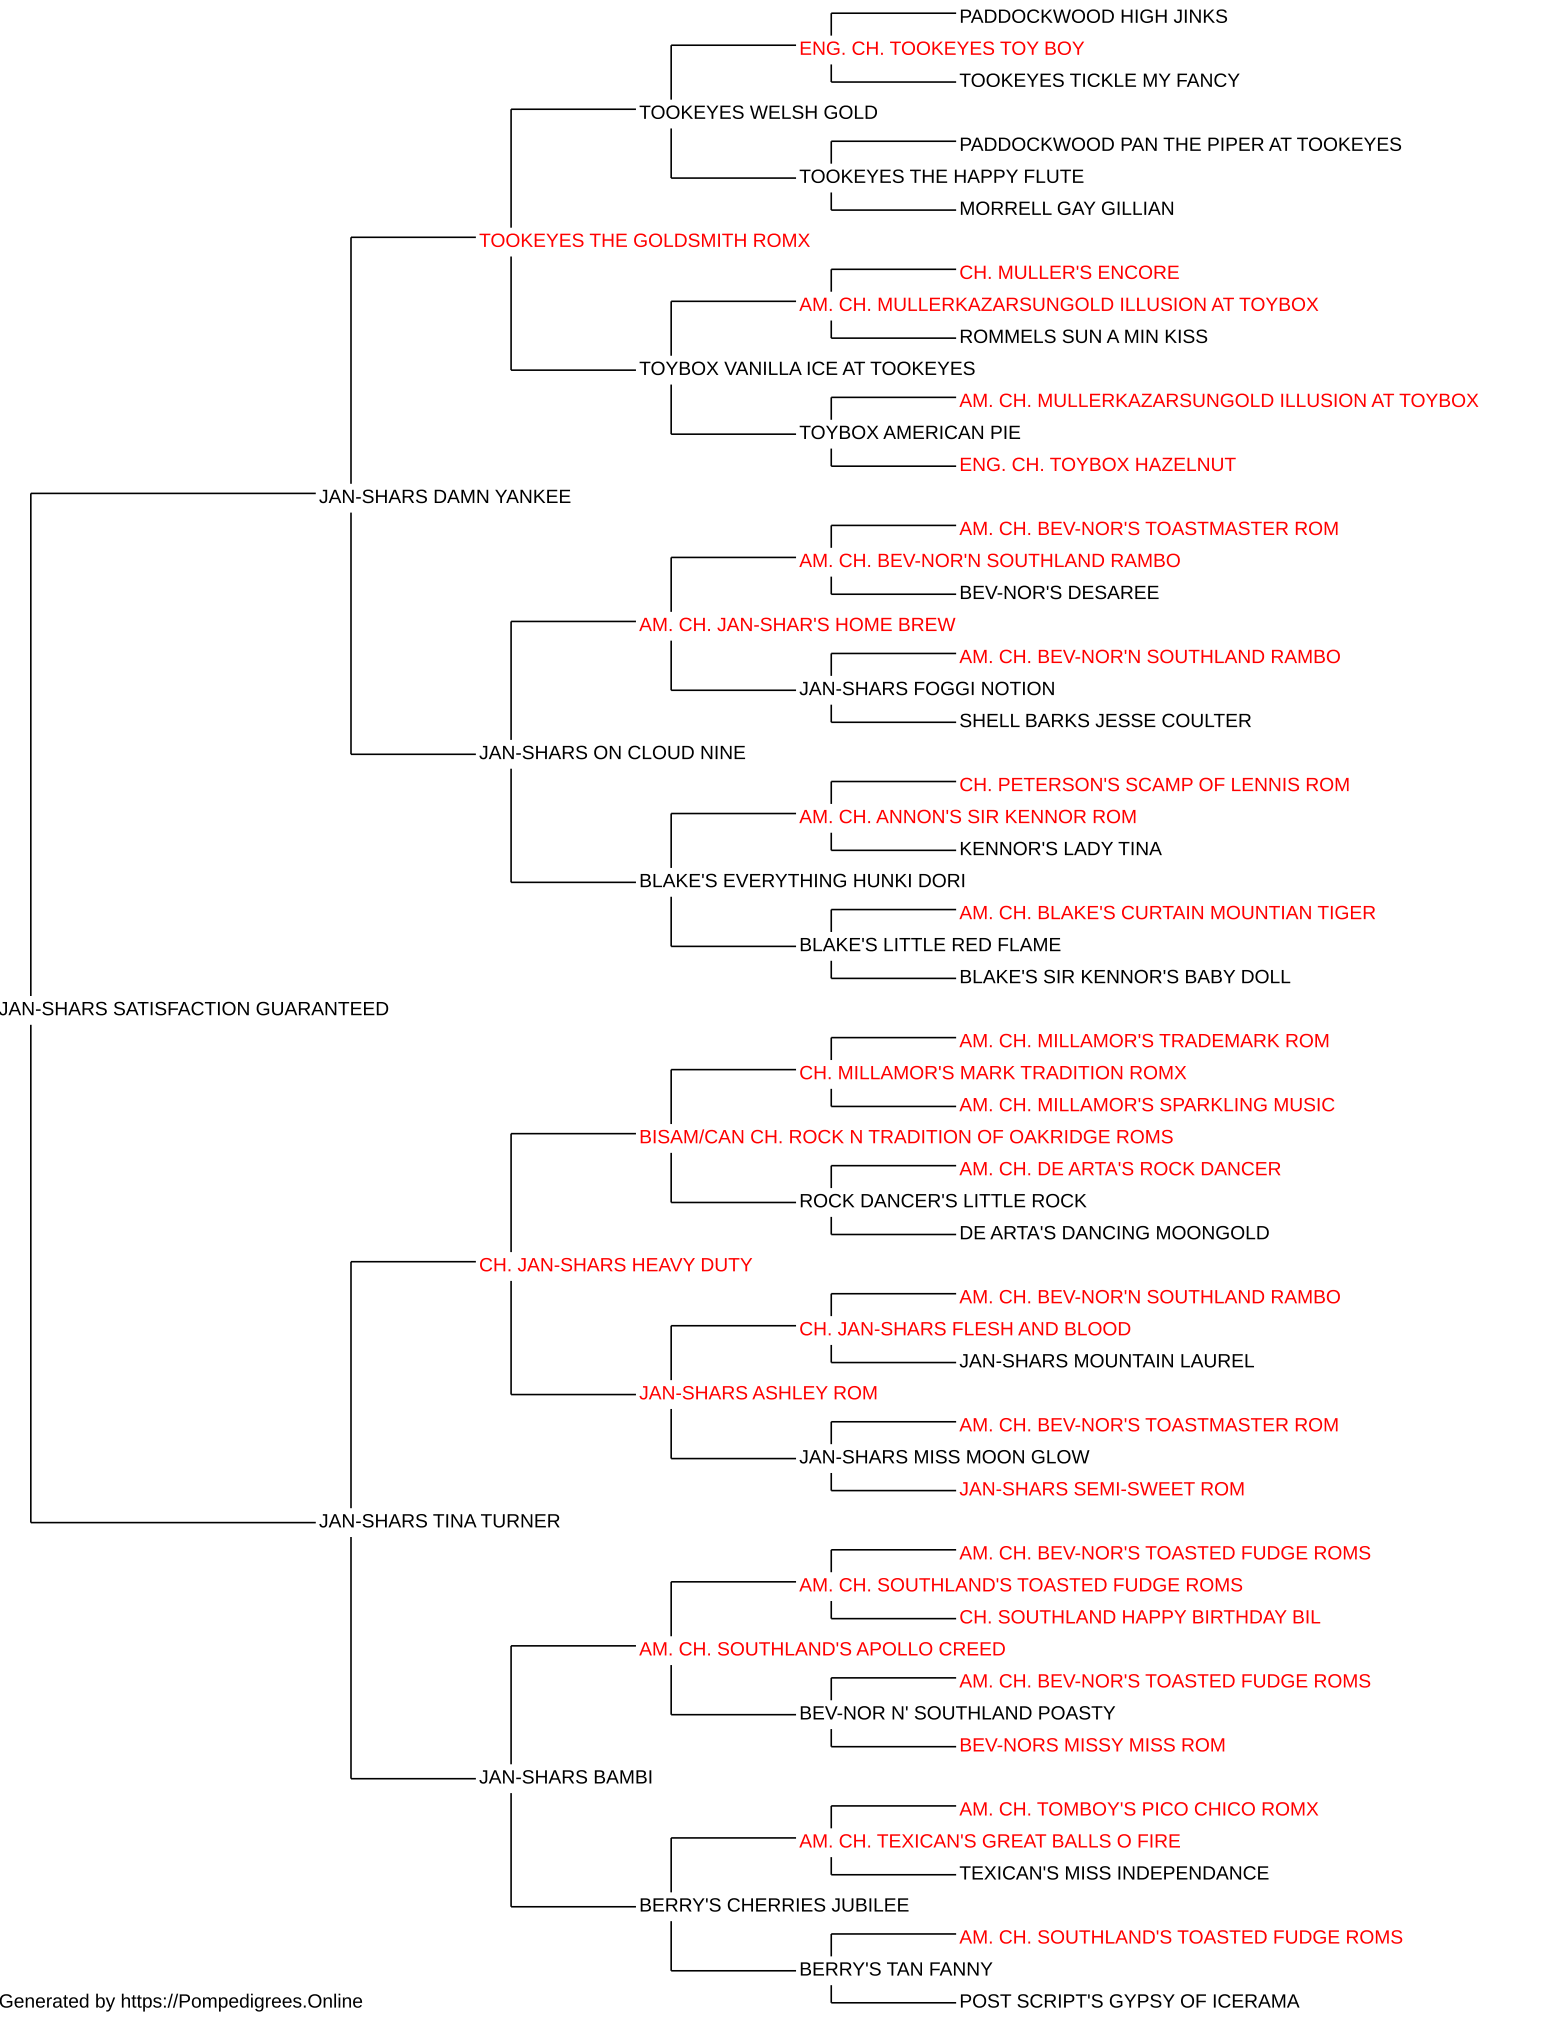 PADDOCKWOOD HIGH JINKS
ENG. CH. TOOKEYES TOY BOY
TOOKEYES TICKLE MY FANCY
TOOKEYES WELSH GOLD
PADDOCKWOOD PAN THE PIPER AT TOOKEYES
TOOKEYES THE HAPPY FLUTE
MORRELL GAY GILLIAN
TOOKEYES THE GOLDSMITH ROMX
CH. MULLER'S ENCORE
AM. CH. MULLERKAZARSUNGOLD ILLUSION AT TOYBOX
ROMMELS SUN A MIN KISS
TOYBOX VANILLA ICE AT TOOKEYES
AM. CH. MULLERKAZARSUNGOLD ILLUSION AT TOYBOX
TOYBOX AMERICAN PIE
ENG. CH. TOYBOX HAZELNUT
JAN-SHARS DAMN YANKEE
AM. CH. BEV-NOR'S TOASTMASTER ROM
AM. CH. BEV-NOR'N SOUTHLAND RAMBO
BEV-NOR'S DESAREE
AM. CH. JAN-SHAR'S HOME BREW
AM. CH. BEV-NOR'N SOUTHLAND RAMBO
JAN-SHARS FOGGI NOTION
SHELL BARKS JESSE COULTER
JAN-SHARS ON CLOUD NINE
CH. PETERSON'S SCAMP OF LENNIS ROM
AM. CH. ANNON'S SIR KENNOR ROM
KENNOR'S LADY TINA
BLAKE'S EVERYTHING HUNKI DORI
AM. CH. BLAKE'S CURTAIN MOUNTIAN TIGER
BLAKE'S LITTLE RED FLAME
BLAKE'S SIR KENNOR'S BABY DOLL
JAN-SHARS SATISFACTION GUARANTEED
AM. CH. MILLAMOR'S TRADEMARK ROM
CH. MILLAMOR'S MARK TRADITION ROMX
AM. CH. MILLAMOR'S SPARKLING MUSIC
BISAM/CAN CH. ROCK N TRADITION OF OAKRIDGE ROMS
AM. CH. DE ARTA'S ROCK DANCER
ROCK DANCER'S LITTLE ROCK
DE ARTA'S DANCING MOONGOLD
CH. JAN-SHARS HEAVY DUTY
AM. CH. BEV-NOR'N SOUTHLAND RAMBO
CH. JAN-SHARS FLESH AND BLOOD
JAN-SHARS MOUNTAIN LAUREL
JAN-SHARS ASHLEY ROM
AM. CH. BEV-NOR'S TOASTMASTER ROM
JAN-SHARS MISS MOON GLOW
JAN-SHARS SEMI-SWEET ROM
JAN-SHARS TINA TURNER
AM. CH. BEV-NOR'S TOASTED FUDGE ROMS
AM. CH. SOUTHLAND'S TOASTED FUDGE ROMS
CH. SOUTHLAND HAPPY BIRTHDAY BIL
AM. CH. SOUTHLAND'S APOLLO CREED
AM. CH. BEV-NOR'S TOASTED FUDGE ROMS
BEV-NOR N' SOUTHLAND POASTY
BEV-NORS MISSY MISS ROM
JAN-SHARS BAMBI
AM. CH. TOMBOY'S PICO CHICO ROMX
AM. CH. TEXICAN'S GREAT BALLS O FIRE
TEXICAN'S MISS INDEPENDANCE
BERRY'S CHERRIES JUBILEE
AM. CH. SOUTHLAND'S TOASTED FUDGE ROMS
BERRY'S TAN FANNY
POST SCRIPT'S GYPSY OF ICERAMA
Generated by https://Pompedigrees.Online